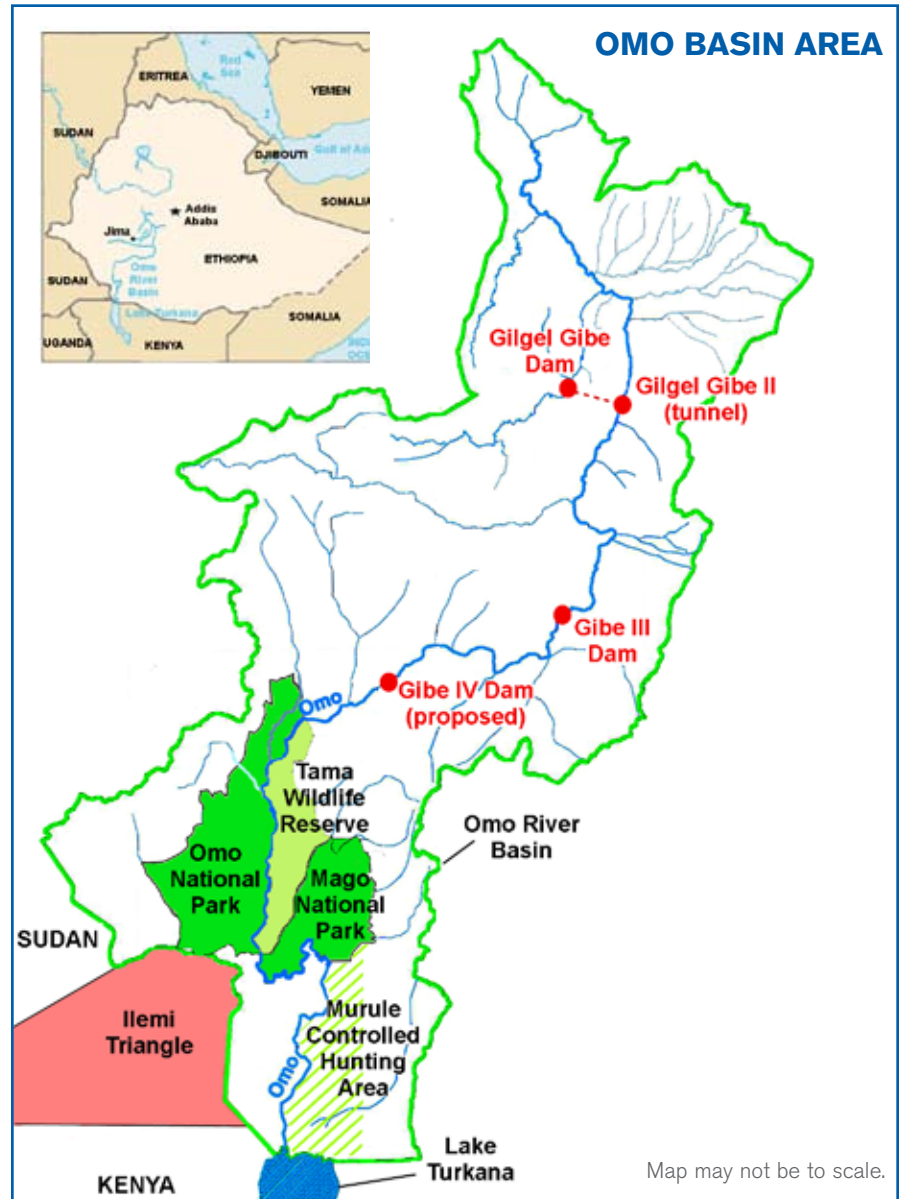 OMO BASIN AREA
Red
Sea
ERITREA
YEMEN
SUDAN
DJIBOUTI
Gulf of
SOMALIA
Addis
Ababa
Jima
ETHIOPIA
Omo
River
Basin
SUDAN
Lake Turkana
SOMALIA
UGANDA
KENYA
Gilgel Gibe
Dam
Gilgel Gibe II
(tunnel)
Gibe III
Dam
Gibe IV Dam
(proposed)
Omo
Tama
Wildlife
Reserve
Omo River
Basin
Omo
National
Park
Mago
National
Park
SUDAN
Ilemi
Triangle
Murule
Controlled
Hunting
Area
Omo
Lake
Turkana
KENYA
Map may not be to scale.